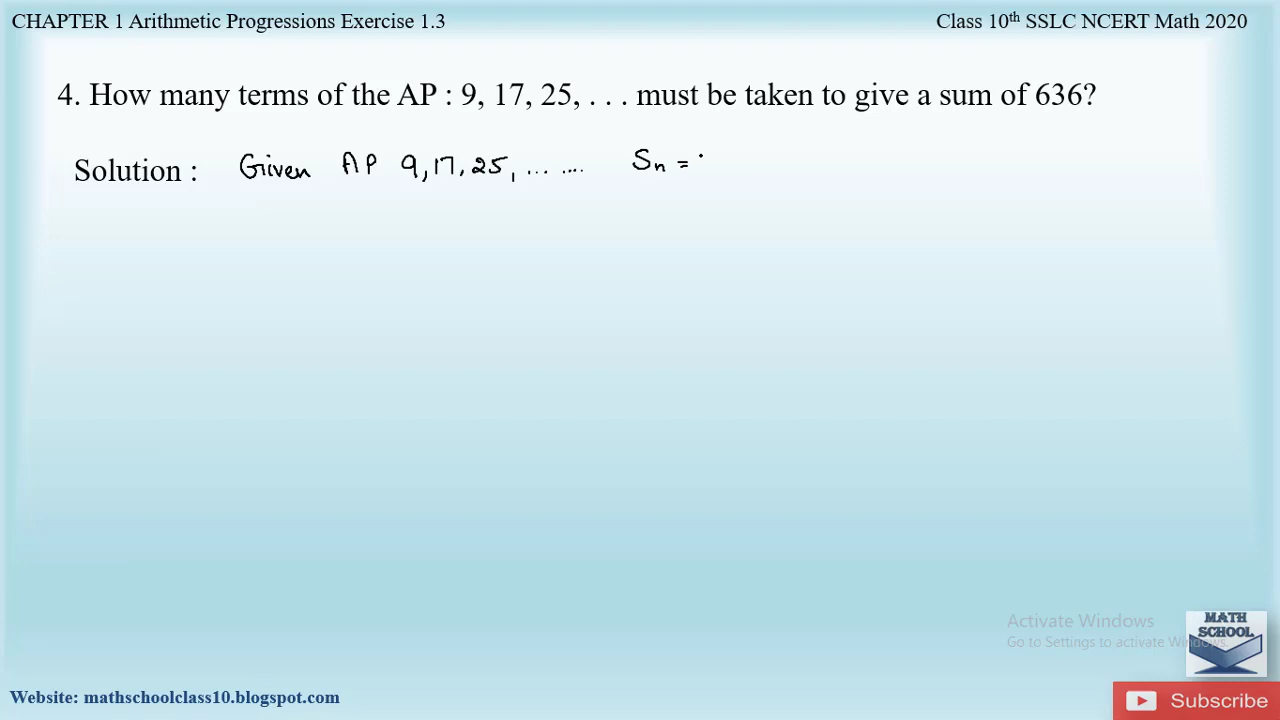 CHAPTER 1 Arithmetic Progressions Exercise 1.3
Class 10th SSLC NCERT Math 2020
4. How many terms of the AP : 9, 17, 25, . . . must be taken to give a sum of 636?
Solution : Given AP 9, 17, 25, ... .... Sn =
Activate Windows
Go to Settings to activate Windows.
MATH
SCHOOL
Website: mathschoolclass10.blogspot.com
Subscribe